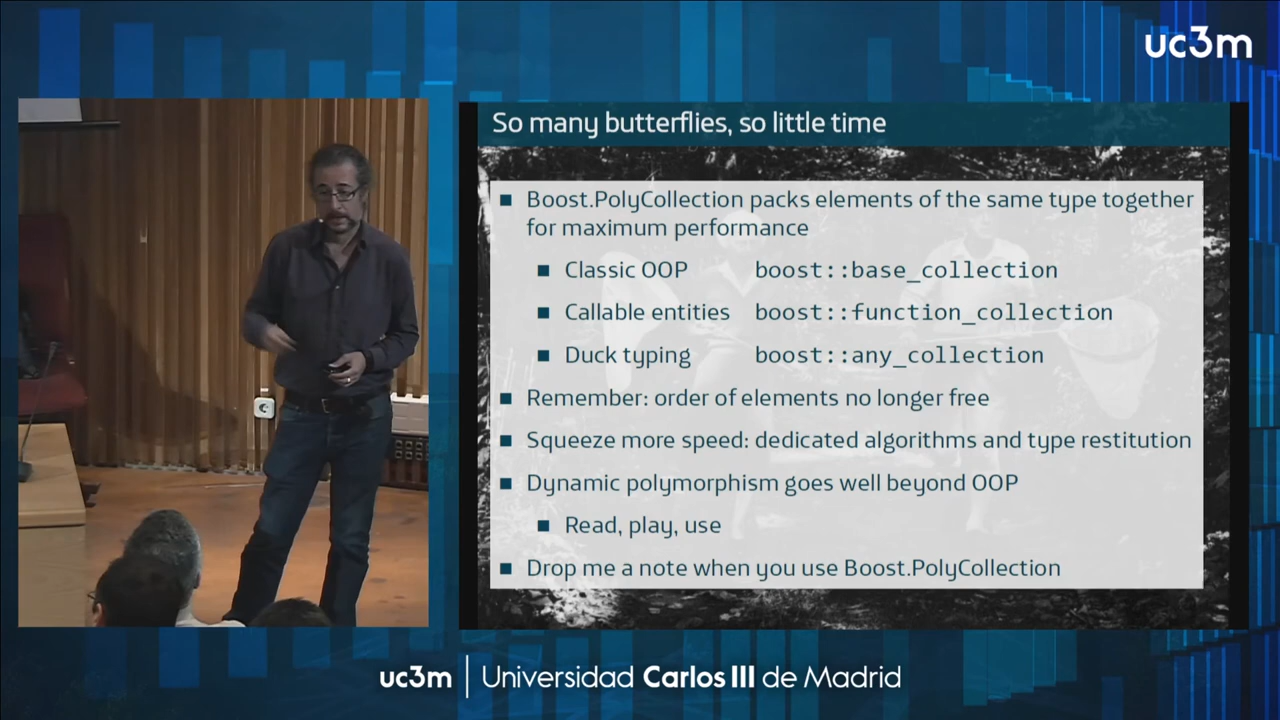 uc3m
So many butterflies, so little time
Boost.PolyCollection packs elements of the same type together
for maximum performance
Classic OOP boost::base_collection
Callable entities boost::function_collection
Duck typing boost::any_collection
Remember: order of elements no longer free
Squeeze more speed: dedicated algorithms and type restitution
Dynamic polymorphism goes well beyond OOP
Read, play, use
Drop me a note when you use Boost.PolyCollection
uc3m | Universidad Carlos III de Madrid